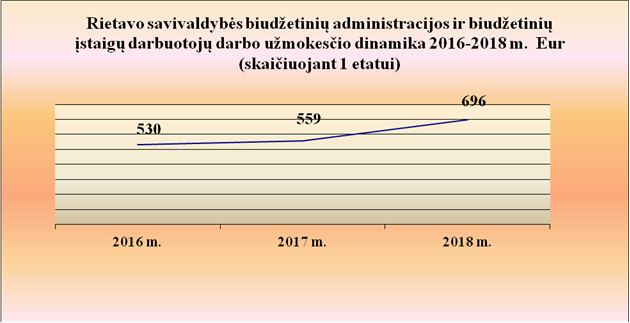 Rietavo savivaldybės biudžetinių administracijos ir biudžetinių
įstaigų darbuotojų darbo užmokesčio dinamika 2016-2018 m. Eur
(skaičiuojant 1 etatui)
530
559
696
2016 m.
2017 m.
2018 m.